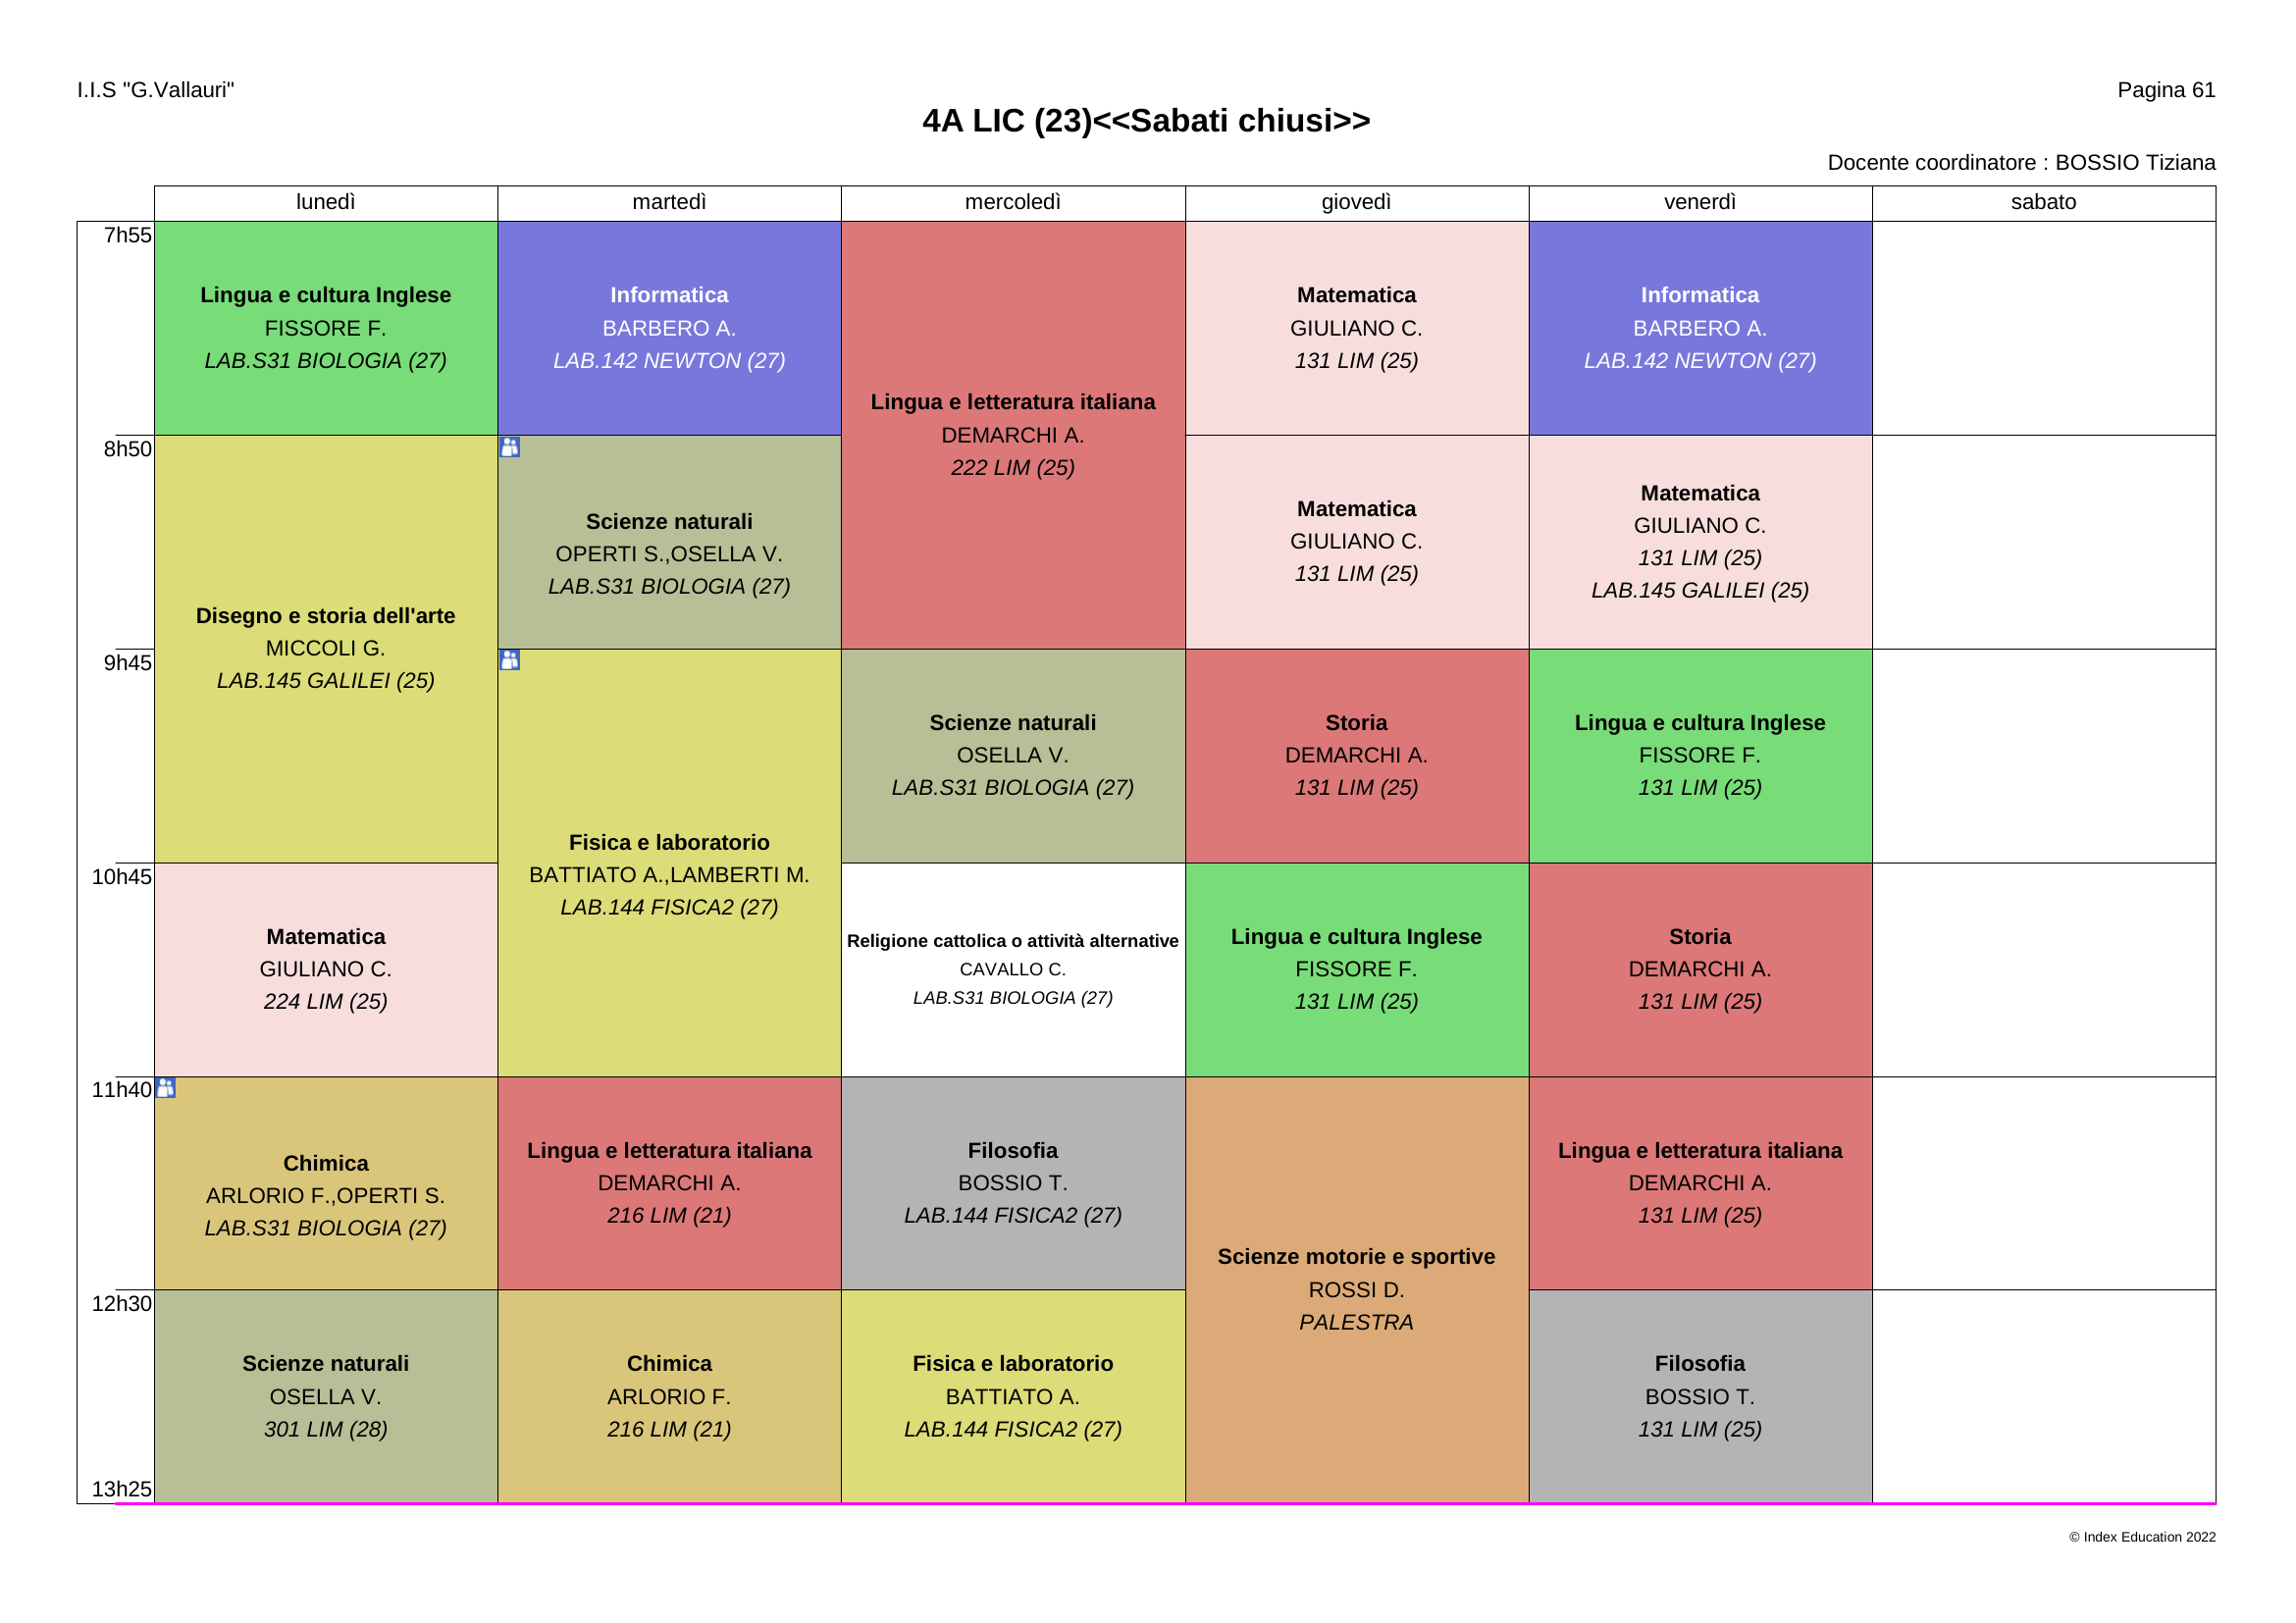 I.I.S "G.Vallauri"
Pagina 61
4A LIC (23)<<Sabati chiusi>>
Docente coordinatore : BOSSIO Tiziana
lunedì
martedì
mercoledì
giovedì
venerdì
sabato
7h55
Lingua e cultura Inglese
FISSORE F.
LAB.S31 BIOLOGIA (27)
Informatica
BARBERO A.
LAB.142 NEWTON (27)
Lingua e letteratura italiana
DEMARCHI A.
222 LIM (25)
Matematica
GIULIANO C.
131 LIM (25)
Informatica
BARBERO A.
LAB.142 NEWTON (27)
8h50
Disegno e storia dell'arte
MICCOLI G.
LAB.145 GALILEI (25)
Scienze naturali
OPERTI S.,OSELLA V.
LAB.S31 BIOLOGIA (27)
Matematica
GIULIANO C.
131 LIM (25)
Matematica
GIULIANO C.
131 LIM (25)
LAB.145 GALILEI (25)
9h45
Fisica e laboratorio
BATTIATO A.,LAMBERTI M.
LAB.144 FISICA2 (27)
Scienze naturali
OSELLA V.
LAB.S31 BIOLOGIA (27)
Storia
DEMARCHI A.
131 LIM (25)
Lingua e cultura Inglese
FISSORE F.
131 LIM (25)
10h45
Matematica
GIULIANO C.
224 LIM (25)
Religione cattolica o attività alternative
CAVALLO C.
LAB.S31 BIOLOGIA (27)
Lingua e cultura Inglese
FISSORE F.
131 LIM (25)
Storia
DEMARCHI A.
131 LIM (25)
11h40
Chimica
ARLORIO F.,OPERTI S.
LAB.S31 BIOLOGIA (27)
Lingua e letteratura italiana
DEMARCHI A.
216 LIM (21)
Filosofia
BOSSIO T.
LAB.144 FISICA2 (27)
Scienze motorie e sportive
ROSSI D.
PALESTRA
Lingua e letteratura italiana
DEMARCHI A.
131 LIM (25)
12h30
Scienze naturali
OSELLA V.
301 LIM (28)
Chimica
ARLORIO F.
216 LIM (21)
Fisica e laboratorio
BATTIATO A.
LAB.144 FISICA2 (27)
Filosofia
BOSSIO T.
131 LIM (25)
13h25
© Index Education 2022